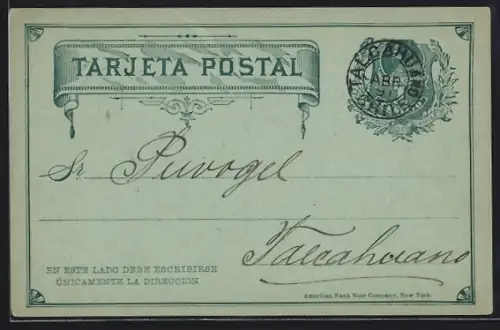 TARJETA POSTAL
TALCAHUANO
ABR
Sr. Puvogel
Talcahuano
EN ESTE LADO DEBE ESCRIBIRSE
ÚNICAMENTE LA DIRECCION
American Bank Note Company, New York.